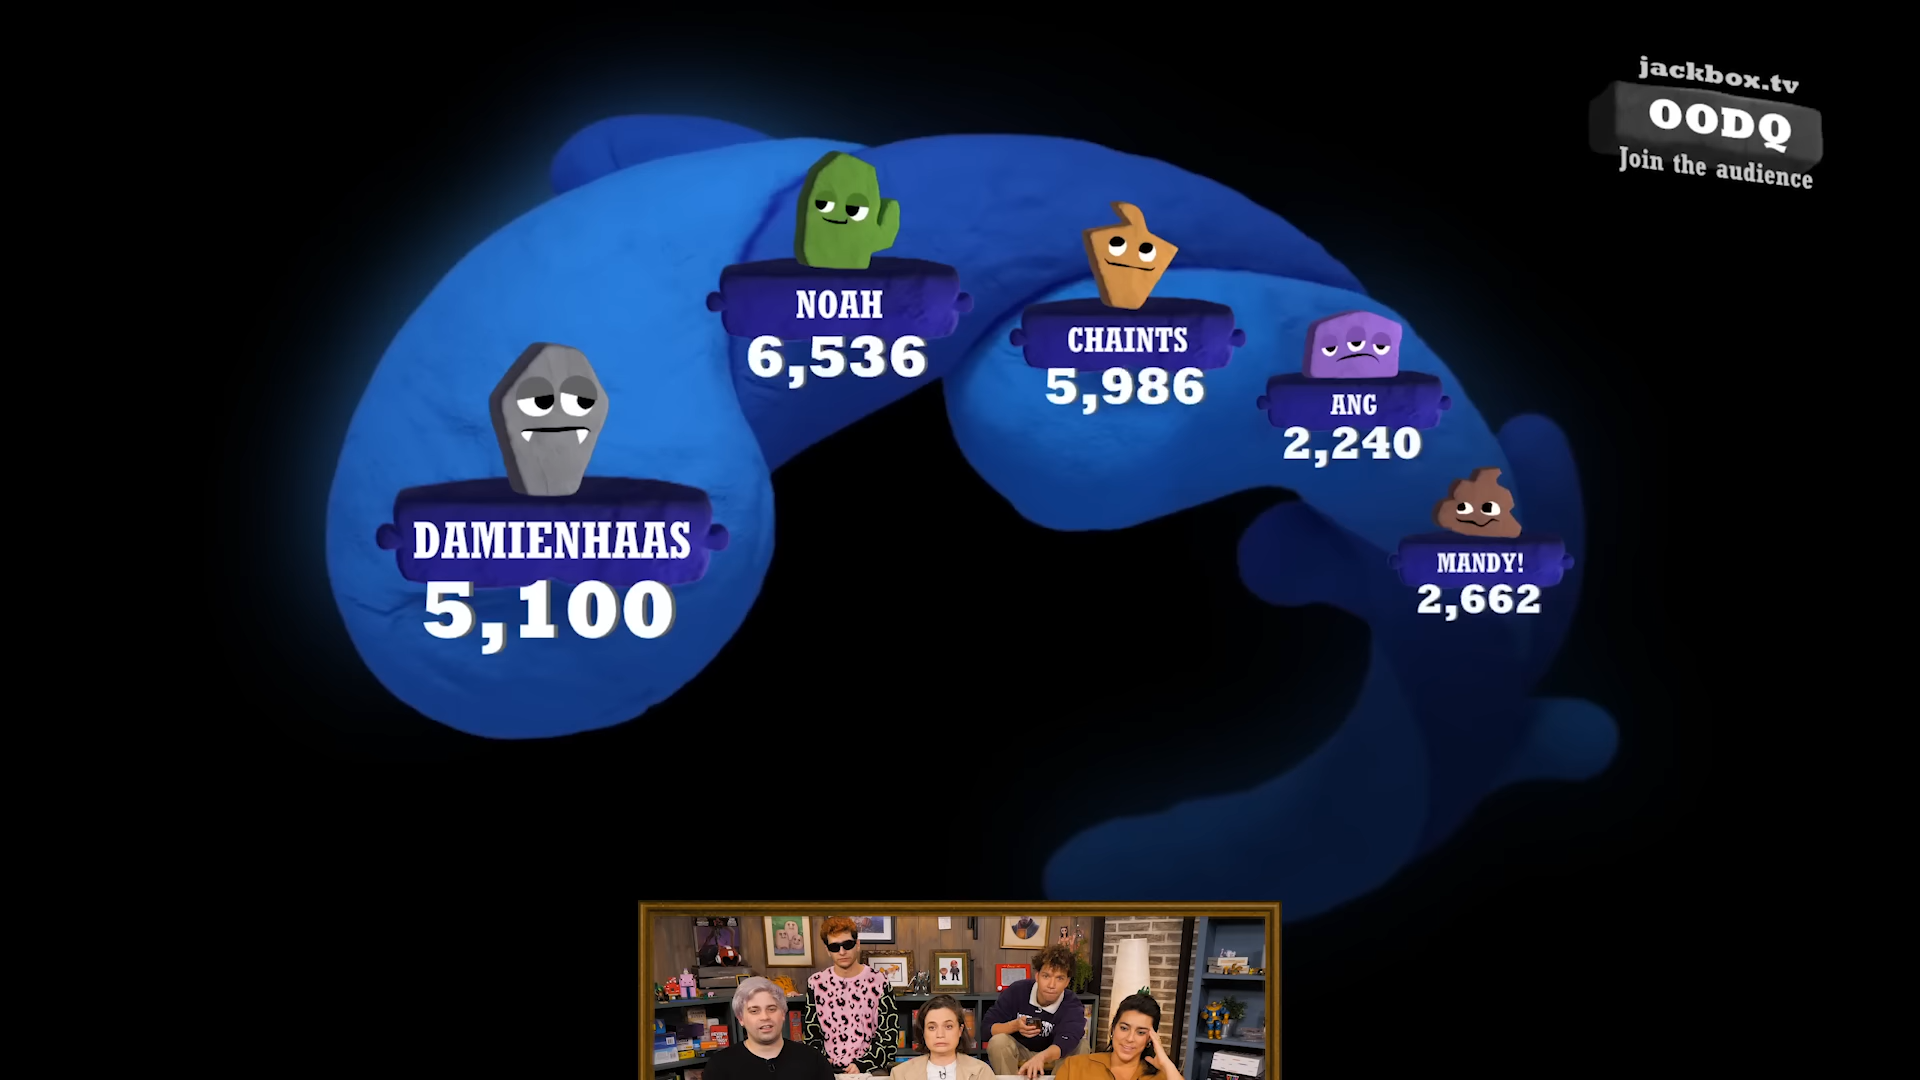 jackbox.tv
OODQ
Join the audience
NOAH
6,536
CHAINTS
5,986
ANG
2,240
DAMIENHAAS
5,100
MANDY!
2,662